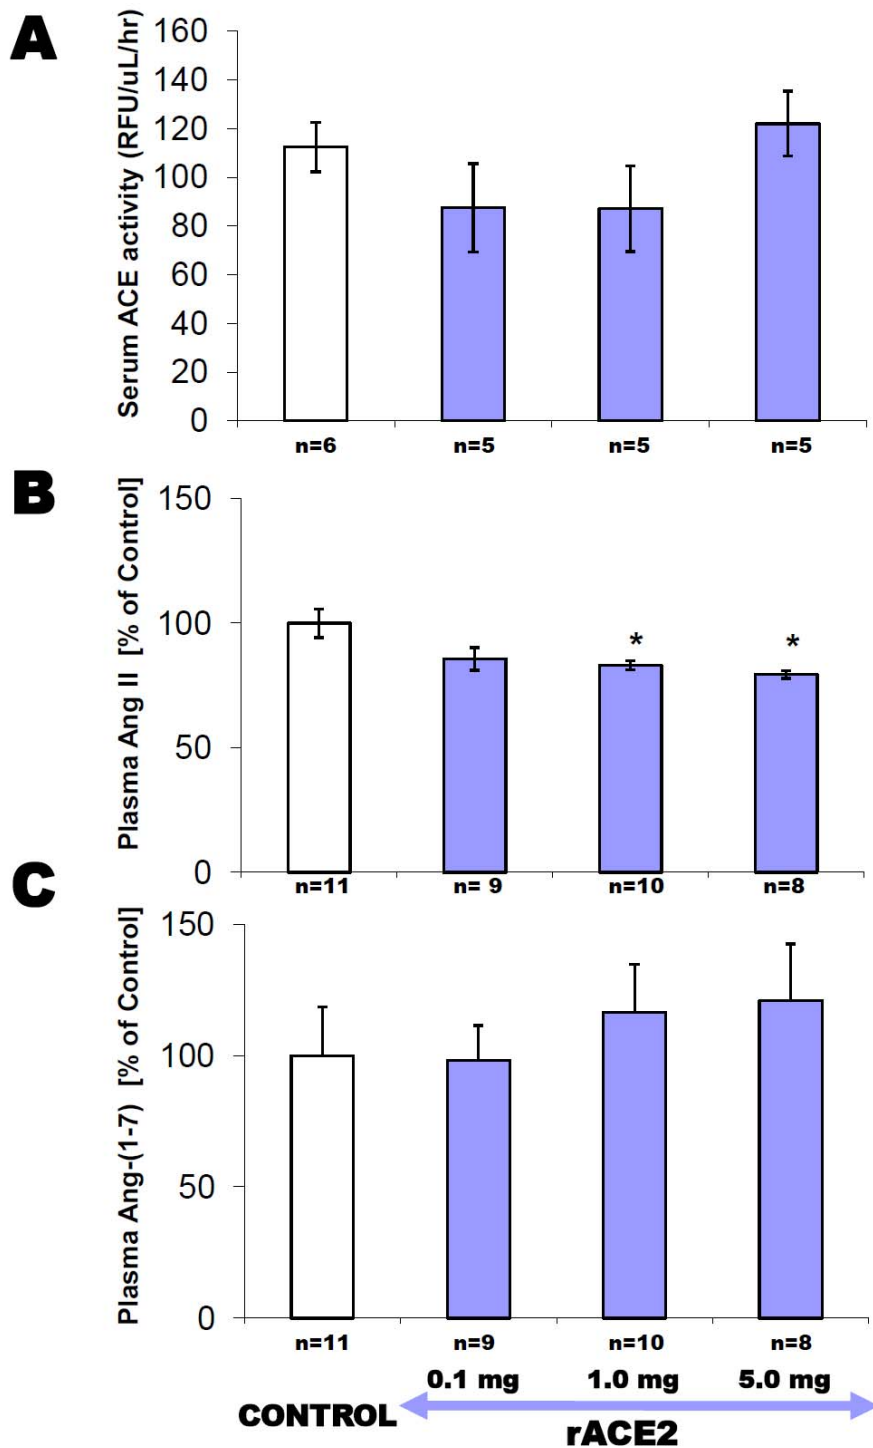 A
Serum ACE activity (RFU/uL/hr)
160
140
120
100
80
60
40
20
0
n=6 n=5 n=5 n=5
B
Plasma Ang II [% of Control]
150
100
50
0
* *
n=11 n= 9 n=10 n=8
C
Plasma Ang-(1-7) [% of Control]
150
100
50
0
n=11 n=9 n=10 n=8
0.1 mg 1.0 mg 5.0 mg
CONTROL
rACE2